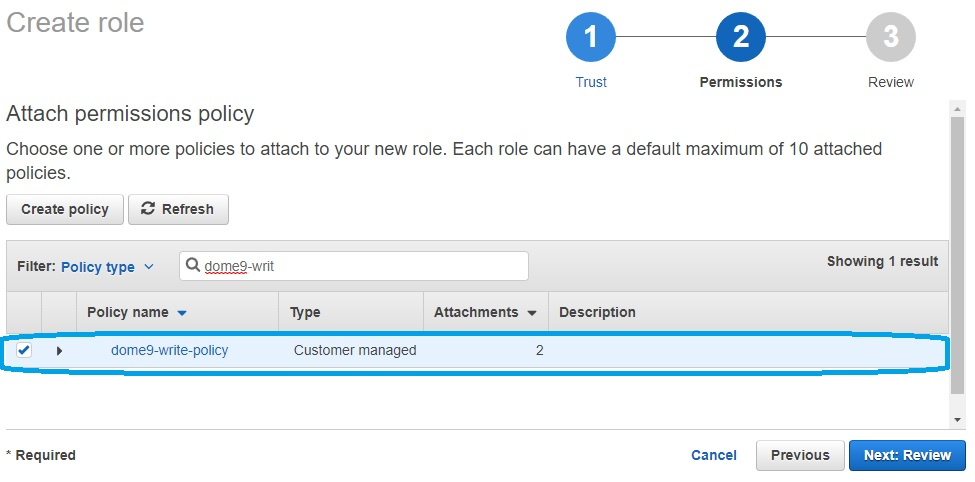 Create role
1 2 3
Trust Permissions Review
Attach permissions policy
Choose one or more policies to attach to your new role. Each role can have a default maximum of 10 attached
policies.
Create policy Refresh
Filter: Policy type dome9-writ Showing 1 result
Policy name Type Attachments Description
dome9-write-policy Customer managed 2
* Required Cancel Previous Next: Review